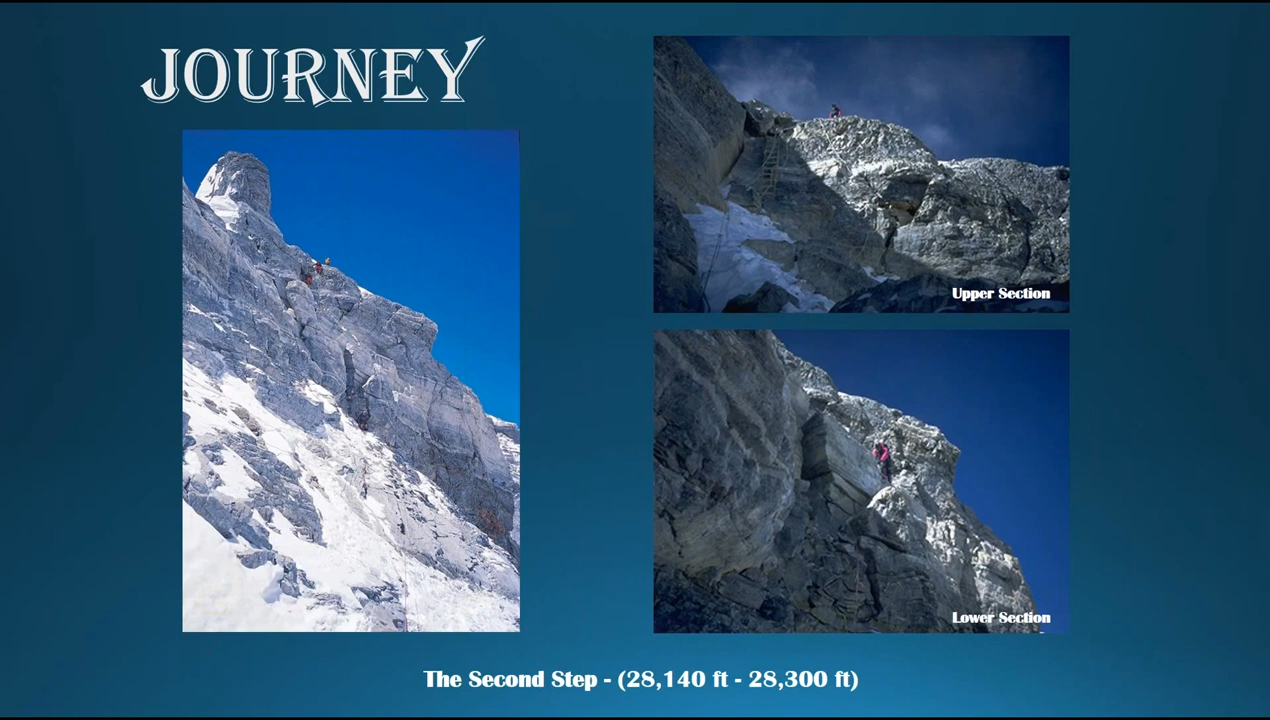 JOURNEY
Upper Section
Lower Section
The Second Step - (28,140 ft - 28,300 ft)